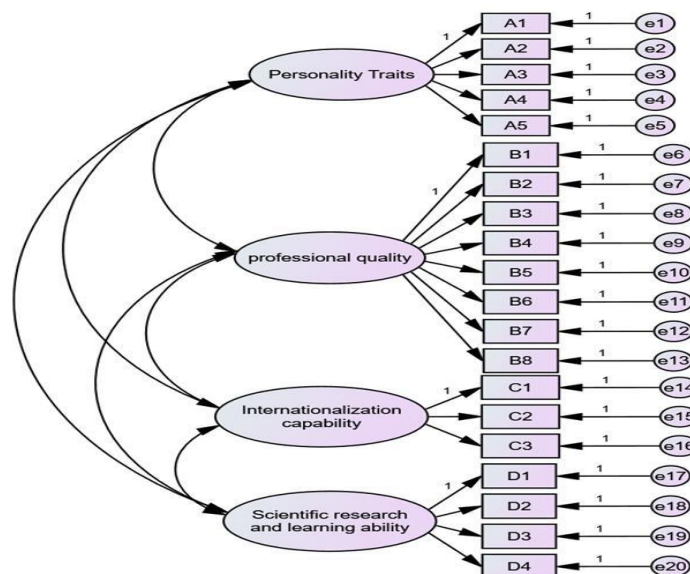 1 A1 1 e1
A2 1 e2
Personality Traits A3 1 e3
A4 1 e4
A5 1 e5
1 B1 1 e6
B2 1 e7
B3 1 e8
professional quality B4 1 e9
B5 1 e10
B6 1 e11
B7 1 e12
B8 1 e13
1 C1 1 e14
Internationalization
capability C2 1 e15
C3 1 e16
1 D1 1 e17
Scientific research D2 1 e18
and learning ability D3 1 e19
D4 1 e20